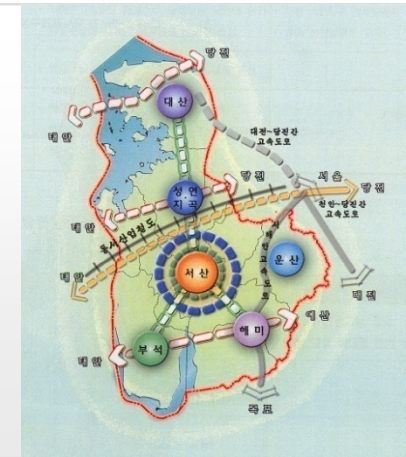 당진
대산
대전~당진간
고속도로
태안
성연
지곡
당진
서울
당진
천안~당진간
고속도로
태안
동서산업철도
서산
서해안고속도로
운산
태안
대전
해미
예산
부석
태안
목포